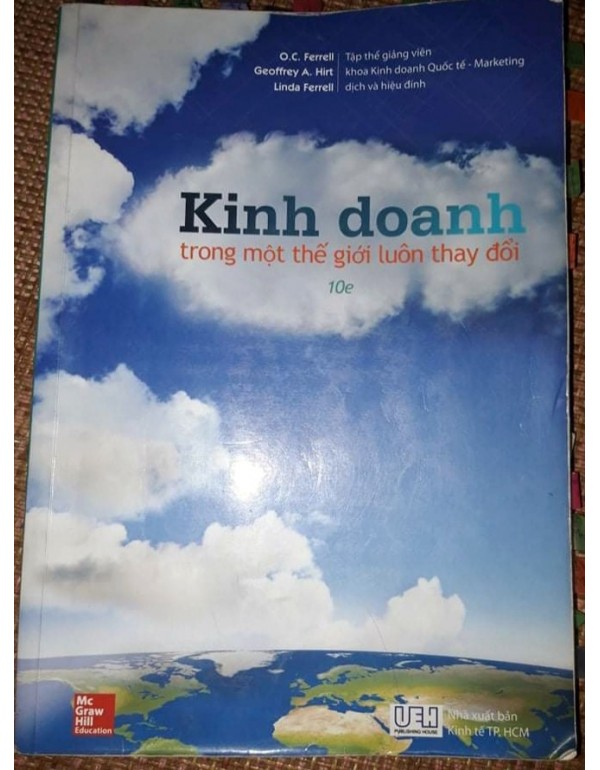 O.C. Ferrell
Geoffrey A. Hirt
Linda Ferrell
Tập thể giảng viên
khoa Kinh doanh Quốc tế - Marketing
dịch và hiệu đính
Kinh doanh
trong một thế giới luôn thay đổi
10e
Mc
Graw
Hill
Education
UEH
PUBLISHING HOUSE
Nhà xuất bản
Kinh tế TP. HCM